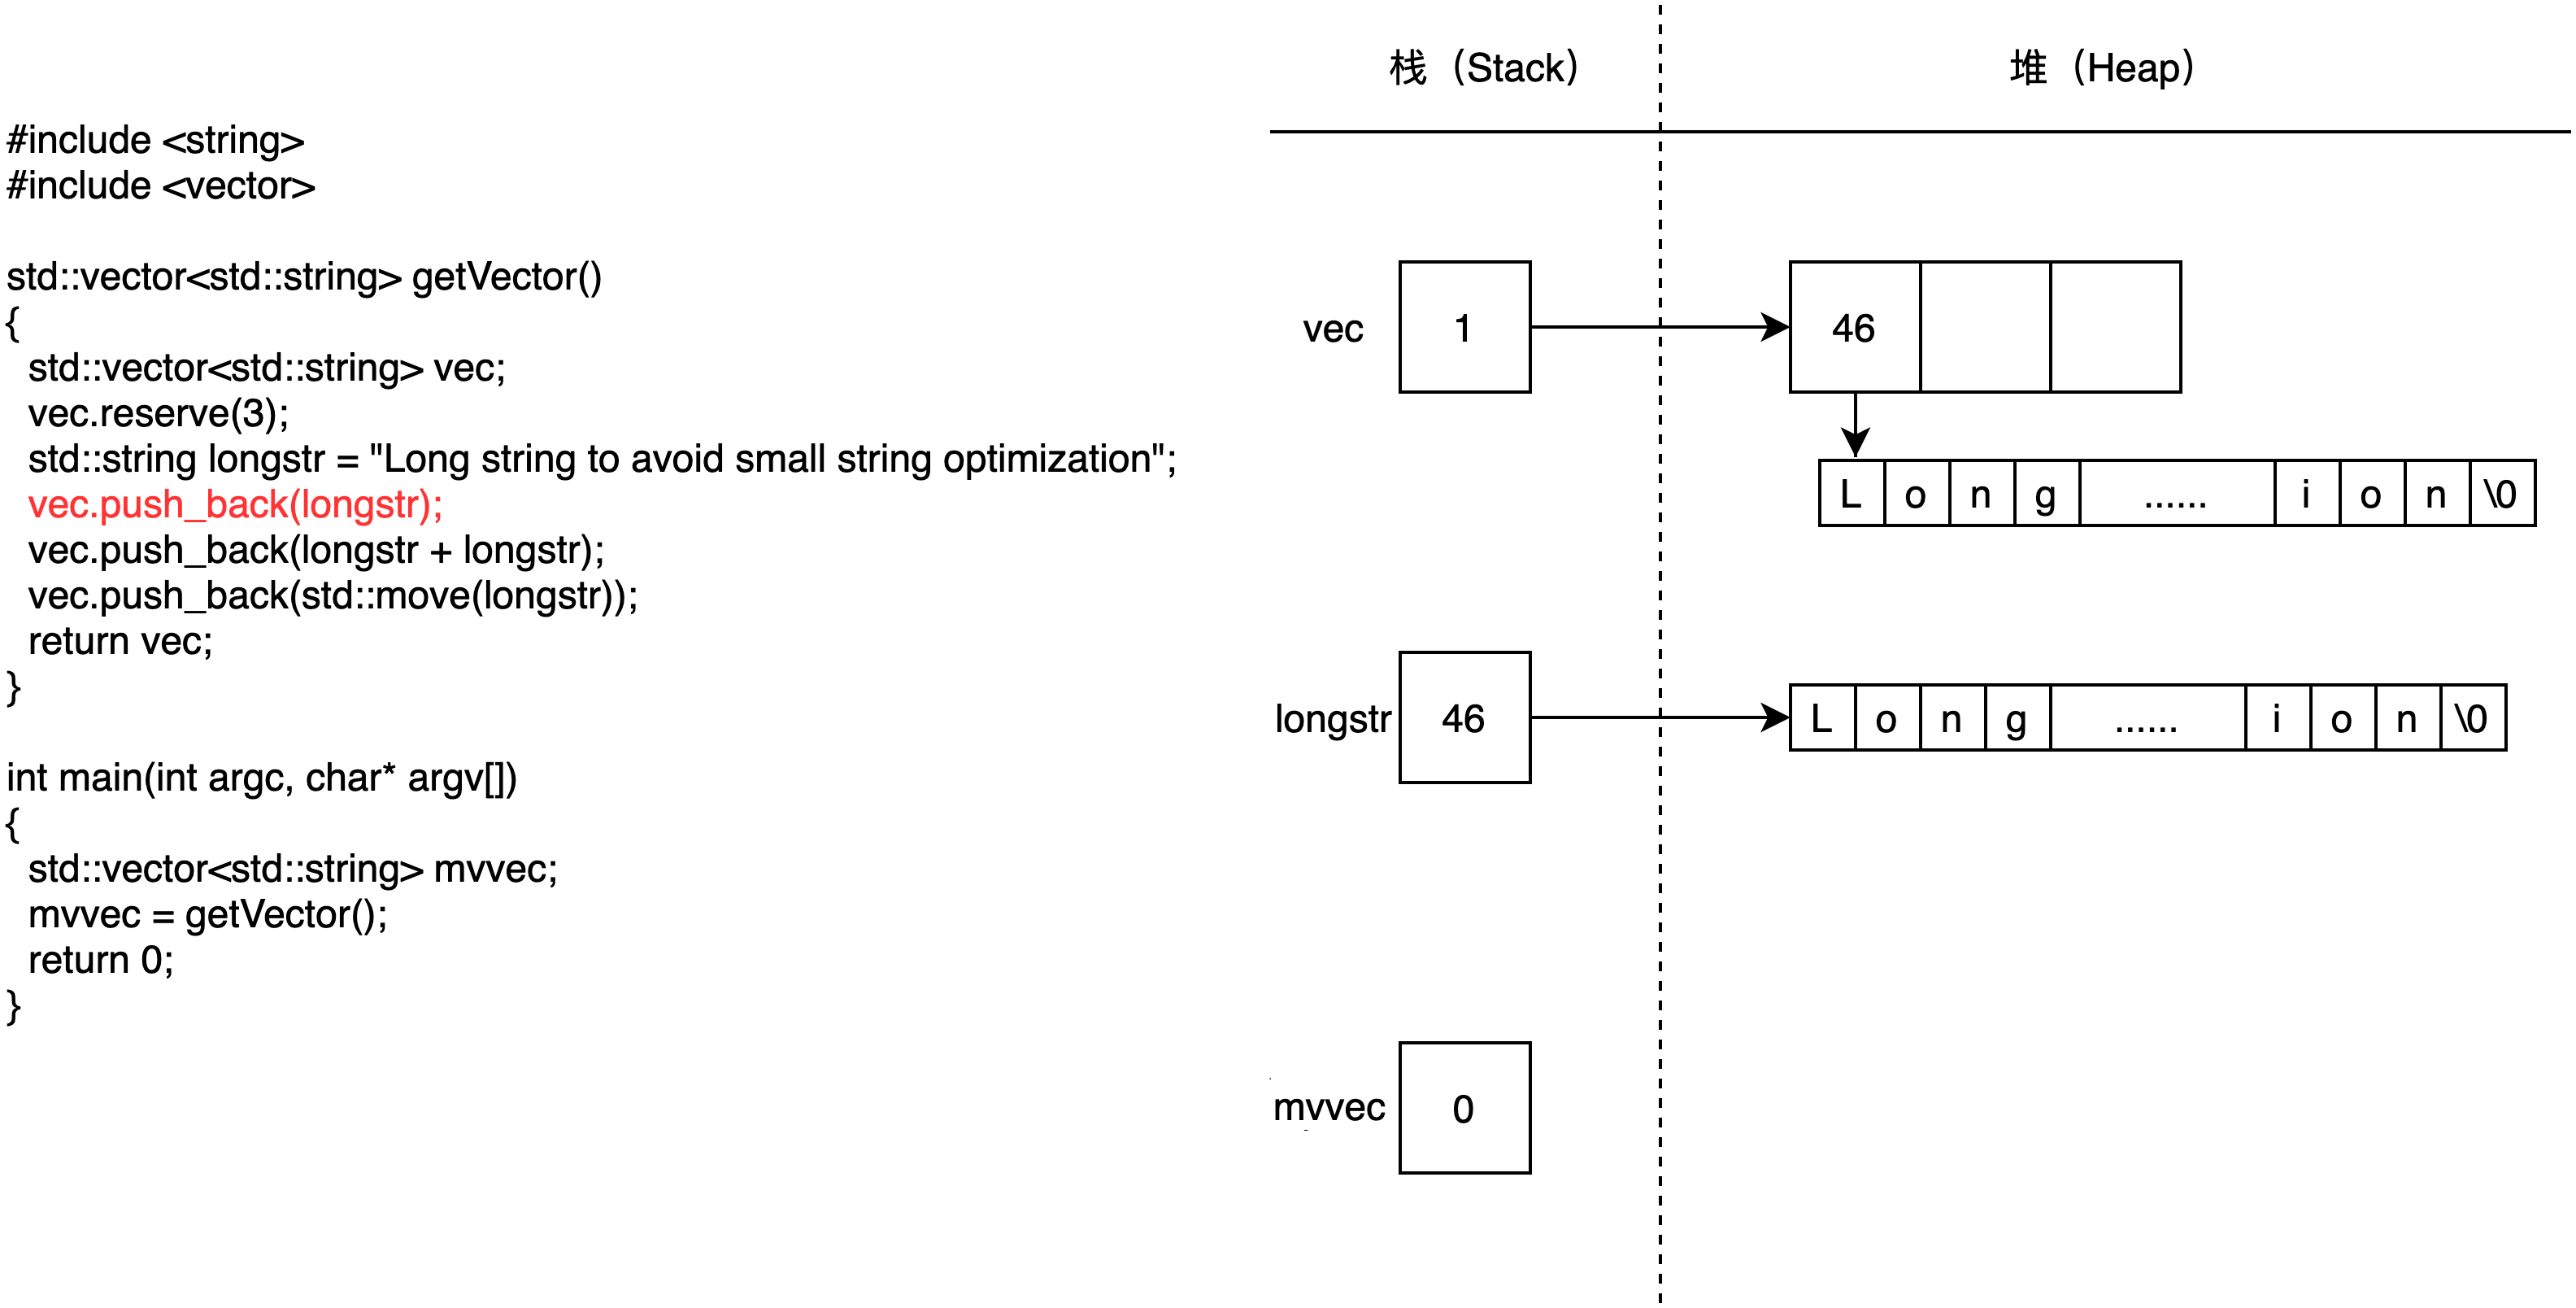 #include <string>
#include <vector>
std::vector<std::string> getVector()
{
std::vector<std::string> vec;
vec.reserve(3);
std::string longstr = "Long string to avoid small string optimization";
vec.push_back(longstr);
vec.push_back(longstr + longstr);
vec.push_back(std::move(longstr));
return vec;
}
int main(int argc, char* argv[])
{
std::vector<std::string> mvvec;
mvvec = getVector();
return 0;
}
栈（Stack） 堆（Heap）
vec 1 46
L o n g ...... i o n \0
longstr 46 L o n g ...... i o n \0
mvvec 0